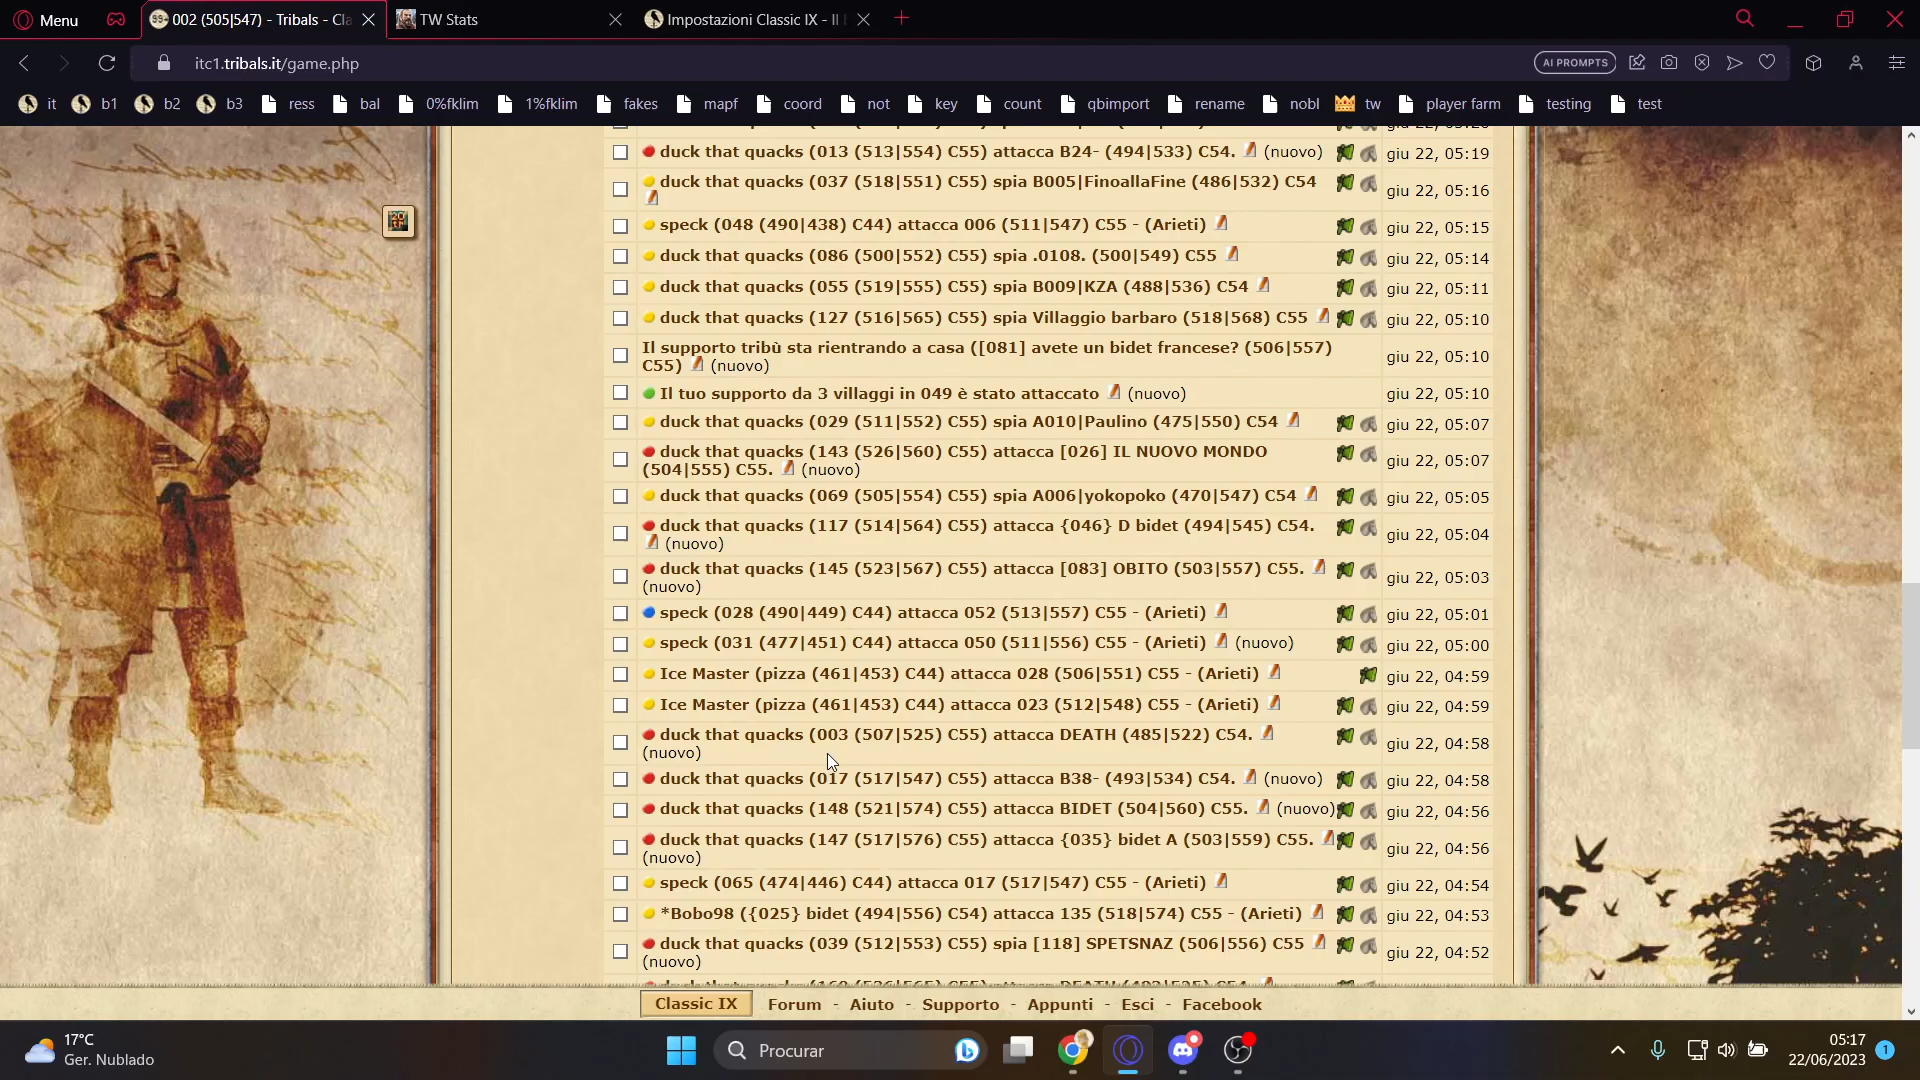 Menu
002 (505|547) - Tribals - Cla
TW Stats
Impostazioni Classic IX - Il
itc1.tribals.it/game.php
AI PROMPTS
it b1 b2 b3 ress bal 0%fklim 1%fklim fakes mapf coord not key count qbimport rename nobl tw player farm testing test
duck that quacks (013 (513|554) C55) attacca B24- (494|533) C54. (nuovo) giu 22, 05:19
duck that quacks (037 (518|551) C55) spia B005|FinoallaFine (486|532) C54 giu 22, 05:16
speck (048 (490|438) C44) attacca 006 (511|547) C55 - (Arieti) giu 22, 05:15
duck that quacks (086 (500|552) C55) spia .0108. (500|549) C55 giu 22, 05:14
duck that quacks (055 (519|555) C55) spia B009|KZA (488|536) C54 giu 22, 05:11
duck that quacks (127 (516|565) C55) spia Villaggio barbaro (518|568) C55 giu 22, 05:10
Il supporto tribù sta rientrando a casa ([081] avete un bidet francese? (506|557)
C55) (nuovo) giu 22, 05:10
Il tuo supporto da 3 villaggi in 049 è stato attaccato (nuovo) giu 22, 05:10
duck that quacks (029 (511|552) C55) spia A010|Paulino (475|550) C54 giu 22, 05:07
duck that quacks (143 (526|560) C55) attacca [026] IL NUOVO MONDO
(504|555) C55. (nuovo) giu 22, 05:07
duck that quacks (069 (505|554) C55) spia A006|yokopoko (470|547) C54 giu 22, 05:05
duck that quacks (117 (514|564) C55) attacca {046} D bidet (494|545) C54.
(nuovo) giu 22, 05:04
duck that quacks (145 (523|567) C55) attacca [083] OBITO (503|557) C55.
(nuovo) giu 22, 05:03
speck (028 (490|449) C44) attacca 052 (513|557) C55 - (Arieti) giu 22, 05:01
speck (031 (477|451) C44) attacca 050 (511|556) C55 - (Arieti) (nuovo) giu 22, 05:00
Ice Master (pizza (461|453) C44) attacca 028 (506|551) C55 - (Arieti) giu 22, 04:59
Ice Master (pizza (461|453) C44) attacca 023 (512|548) C55 - (Arieti) giu 22, 04:59
duck that quacks (003 (507|525) C55) attacca DEATH (485|522) C54.
(nuovo) giu 22, 04:58
duck that quacks (017 (517|547) C55) attacca B38- (493|534) C54. (nuovo) giu 22, 04:58
duck that quacks (148 (521|574) C55) attacca BIDET (504|560) C55. (nuovo) giu 22, 04:56
duck that quacks (147 (517|576) C55) attacca {035} bidet A (503|559) C55.
(nuovo) giu 22, 04:56
speck (065 (474|446) C44) attacca 017 (517|547) C55 - (Arieti) giu 22, 04:54
*Bobo98 ({025} bidet (494|556) C54) attacca 135 (518|574) C55 - (Arieti) giu 22, 04:53
duck that quacks (039 (512|553) C55) spia [118] SPETSNAZ (506|556) C55
(nuovo) giu 22, 04:52
Classic IX Forum - Aiuto - Supporto - Appunti - Esci - Facebook
17°C
Ger. Nublado
Procurar
05:17
22/06/2023
1